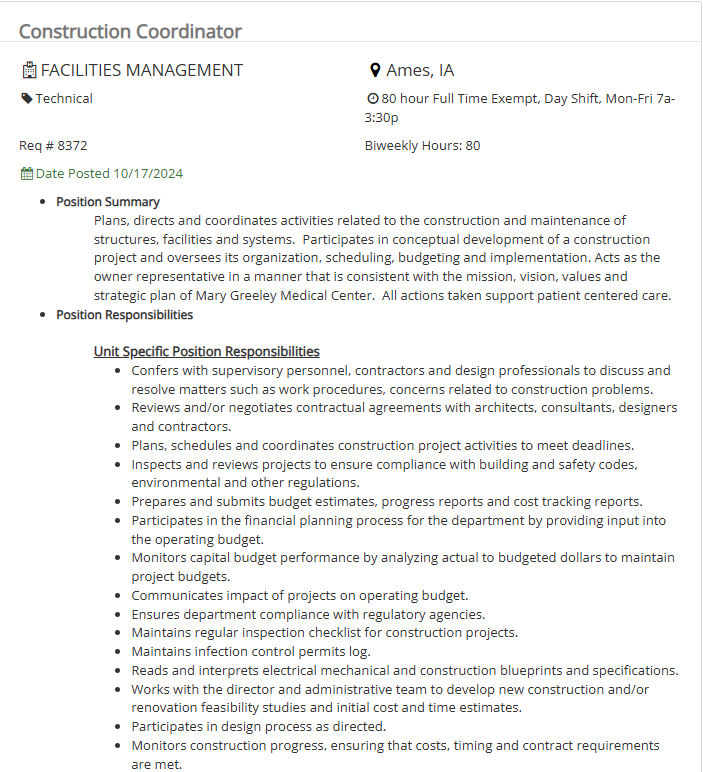 Construction Coordinator
FACILITIES MANAGEMENT
Ames, IA
Technical
80 hour Full Time Exempt, Day Shift, Mon-Fri 7a-
3:30p
Req # 8372
Biweekly Hours: 80
Date Posted 10/17/2024
Position Summary
Plans, directs and coordinates activities related to the construction and maintenance of
structures, facilities and systems.  Participates in conceptual development of a construction
project and oversees its organization, scheduling, budgeting and implementation. Acts as the
owner representative in a manner that is consistent with the mission, vision, values and
strategic plan of Mary Greeley Medical Center.  All actions taken support patient centered care.
Position Responsibilities
Unit Specific Position Responsibilities
Confers with supervisory personnel, contractors and design professionals to discuss and
resolve matters such as work procedures, concerns related to construction problems.
Reviews and/or negotiates contractual agreements with architects, consultants, designers
and contractors.
Plans, schedules and coordinates construction project activities to meet deadlines.
Inspects and reviews projects to ensure compliance with building and safety codes,
environmental and other regulations.
Prepares and submits budget estimates, progress reports and cost tracking reports.
Participates in the financial planning process for the department by providing input into
the operating budget.
Monitors capital budget performance by analyzing actual to budgeted dollars to maintain
project budgets.
Communicates impact of projects on operating budget.
Ensures department compliance with regulatory agencies.
Maintains regular inspection checklist for construction projects.
Maintains infection control permits log.
Reads and interprets electrical mechanical and construction blueprints and specifications.
Works with the director and administrative team to develop new construction and/or
renovation feasibility studies and initial cost and time estimates.
Participates in design process as directed.
Monitors construction progress, ensuring that costs, timing and contract requirements
are met.